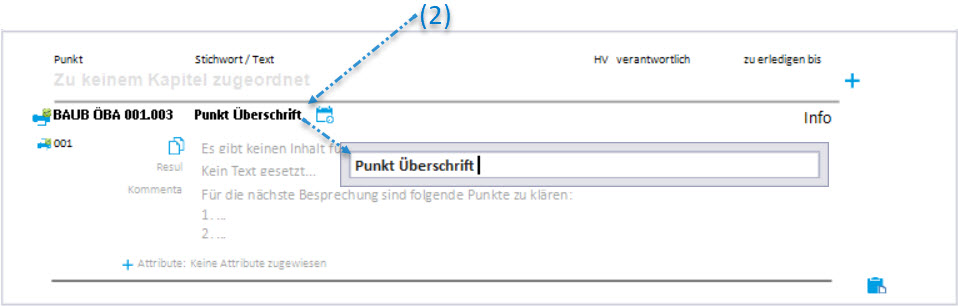 (2)
Punkt Stichwort / Text HV verantwortlich zu erledigen bis
Zu keinem Kapitel zugeordnet
BAUB ÖBA 001.003 Punkt Überschrift Info
001 Es gibt keinen Inhalt
Punkt Überschrift
Resul Kein Text gesetzt...
Kommenta Für die nächste Besprechung sind folgende Punkte zu klären:
1. ...
2. ...
+ Attribute: Keine Attribute zugewiesen